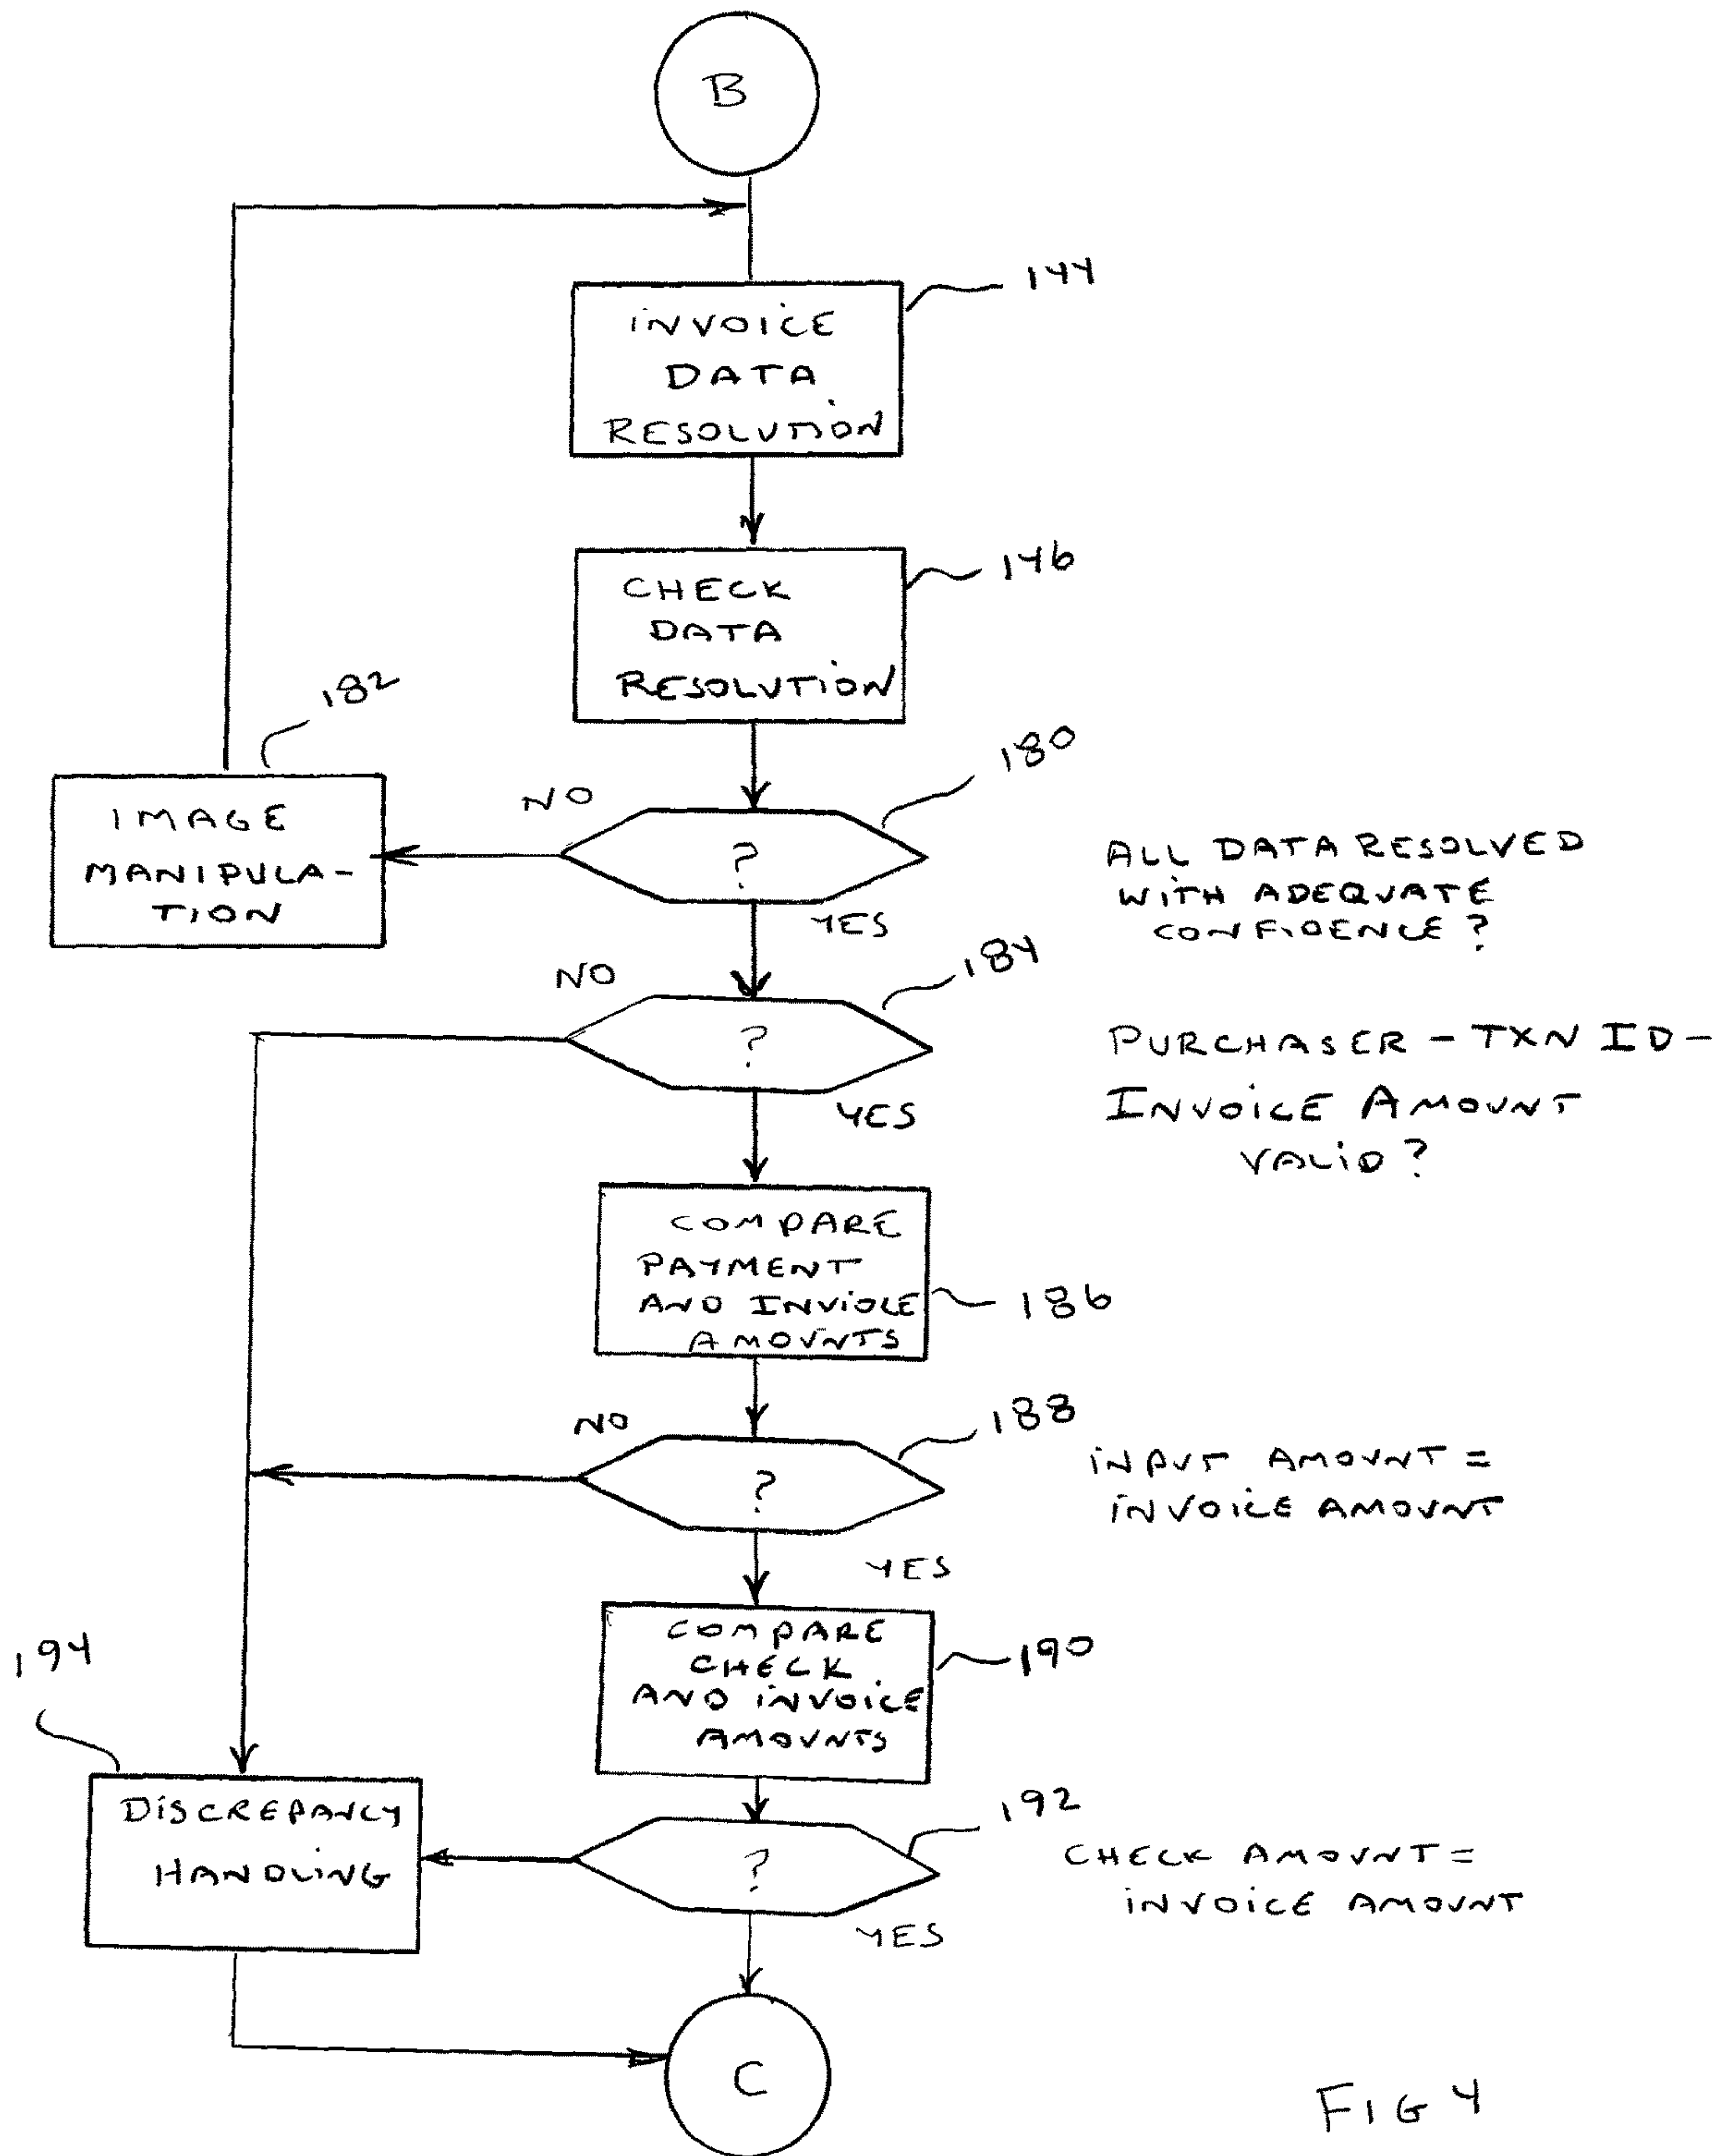 B
144
INVOICE
DATA
RESOLUTION
146
CHECK
DATA
RESOLUTION
182
IMAGE
MANIPULA-
TION
180
NO
?
YES
ALL DATA RESOLVED
WITH ADEQUATE
CONFIDENCE?
184
NO
?
YES
PURCHASER - TXN ID -
INVOICE AMOUNT
VALID?
COMPARE
PAYMENT
AND INVIOCE
AMOUNTS
186
188
NO
?
YES
INPUT AMOUNT =
INVOICE AMOUNT
COMPARE
CHECK
AND INVOICE
AMOUNTS
190
194
DISCREPANCY
HANDLING
192
?
YES
CHECK AMOUNT =
INVOICE AMOUNT
C
FIG 4